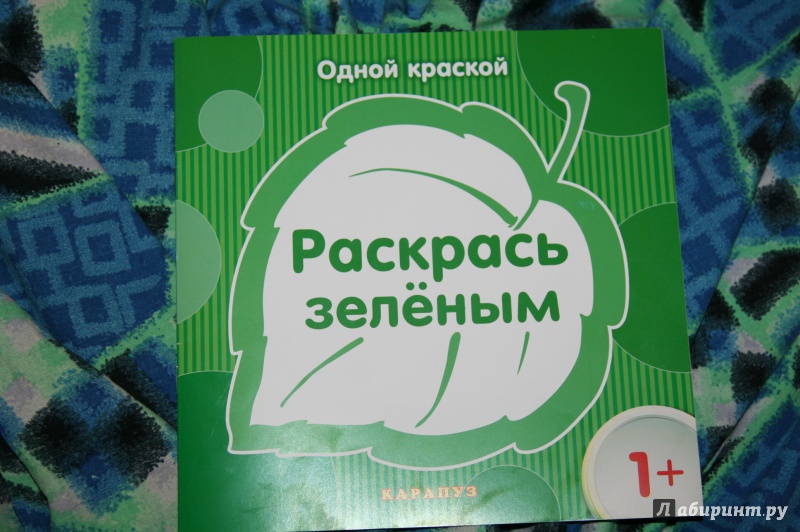 Одной краской
Раскрась
зелёным
1+
КАРАПУЗ
Лабиринт.ру